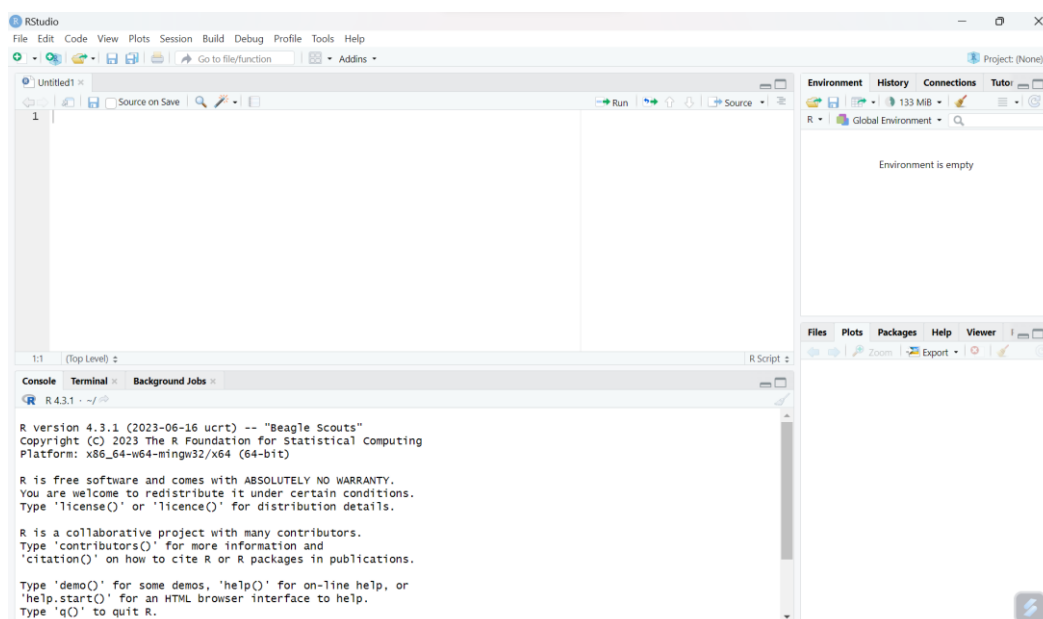 RStudio
File Edit Code View Plots Session Build Debug Profile Tools Help
Go to file/function Addins Project: (None)
Untitled1
Source on Save Run Source
1
1:1 (Top Level) R Script
Console Terminal Background Jobs
R 4.3.1 · ~/
R version 4.3.1 (2023-06-16 ucrt) -- "Beagle Scouts"
Copyright (C) 2023 The R Foundation for Statistical Computing
Platform: x86_64-w64-mingw32/x64 (64-bit)
R is free software and comes with ABSOLUTELY NO WARRANTY.
You are welcome to redistribute it under certain conditions.
Type 'license()' or 'licence()' for distribution details.
R is a collaborative project with many contributors.
Type 'contributors()' for more information and
'citation()' on how to cite R or R packages in publications.
Type 'demo()' for some demos, 'help()' for on-line help, or
'help.start()' for an HTML browser interface to help.
Type 'q()' to quit R.
Environment History Connections Tutor
133 MiB
R Global Environment
Environment is empty
Files Plots Packages Help Viewer
Zoom Export